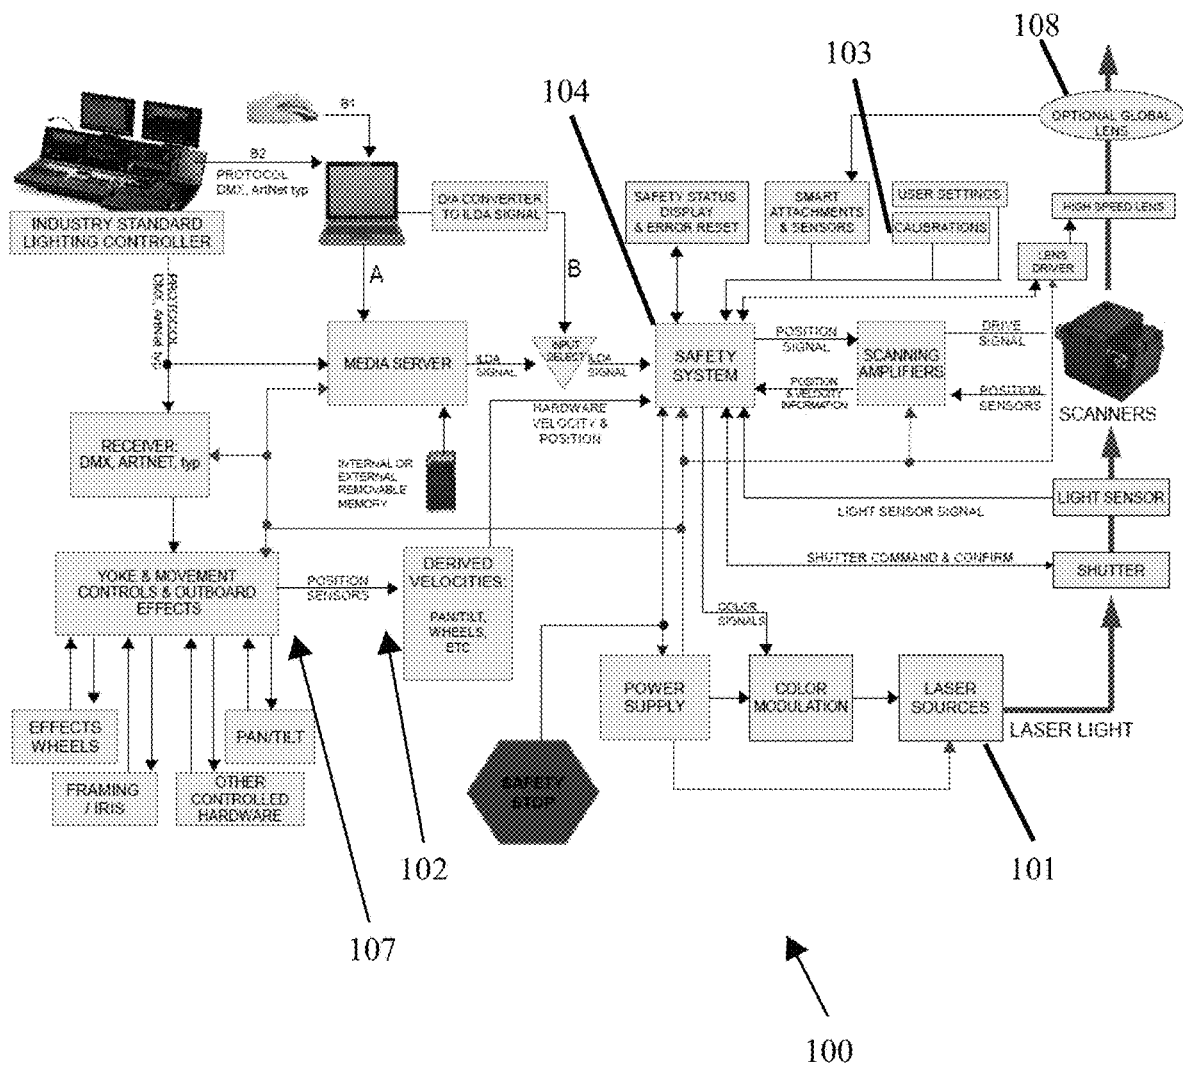 108
103
104
OPTIONAL GLOBAL
LENS
B1
B2
PROTOCOL
DMX, ArtNet typ
INDUSTRY STANDARD
LIGHTING CONTROLLER
D/A CONVERTER
TO ILDA SIGNAL
SAFETY STATUS
DISPLAY
& ERROR RESET
SMART
ATTACHMENTS
& SENSORS
USER SETTINGS
CALIBRATIONS
HIGH SPEED LENS
LENS
DRIVER
PROTOCOL
DMX, ArtNet typ
A
B
MEDIA SERVER
ILDA
SIGNAL
INPUT
SELECT
ILDA
SIGNAL
SAFETY
SYSTEM
POSITION
SIGNAL
POSITION
& VELOCITY
INFORMATION
SCANNING
AMPLIFIERS
DRIVE
SIGNAL
POSITION
SENSORS
SCANNERS
HARDWARE
VELOCITY &
POSITION
RECEIVER
DMX, ARTNET, typ
INTERNAL OR
EXTERNAL
REMOVABLE
MEMORY
LIGHT SENSOR
LIGHT SENSOR SIGNAL
SHUTTER COMMAND & CONFIRM
SHUTTER
YOKE & MOVEMENT
CONTROLS & OUTBOARD
EFFECTS
POSITION
SENSORS
DERIVED
VELOCITIES:
PAN/TILT,
WHEELS,
ETC
COLOR
SIGNALS
POWER
SUPPLY
COLOR
MODULATION
LASER
SOURCES
LASER LIGHT
EFFECTS
WHEELS
PAN/TILT
FRAMING
/ IRIS
OTHER
CONTROLLED
HARDWARE
SAFETY
STOP
102
101
107
100